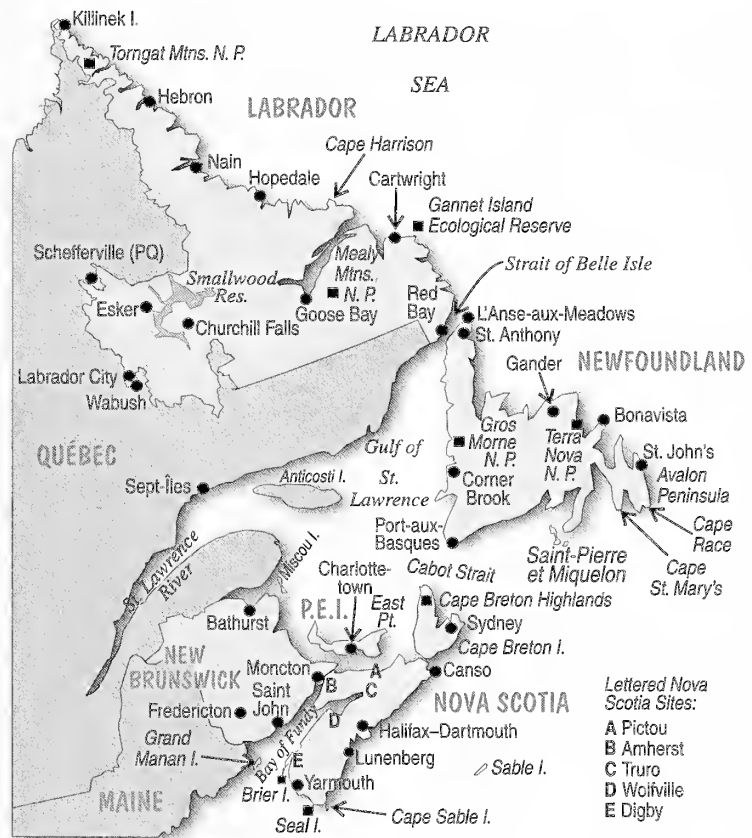 Killinek I.
LABRADOR
SEA
Torngat Mtns. N. P.
Hebron
LABRADOR
Cape Harrison
Nain
Cartwright
Hopedale
Gannet Island
Ecological Reserve
Schefferville (PQ)
Smallwood
Res.
Mealy
Mtns.
N. P.
Strait of Belle Isle
Esker
Churchill Falls
Goose Bay
Red
Bay
L'Anse-aux-Meadows
St. Anthony
Gander
NEWFOUNDLAND
Labrador City
Wabush
Bonavista
QUÉBEC
Gulf of
St.
Lawrence
Gros
Morne
N. P.
Terra
Nova
N. P.
St. John's
Avalon
Peninsula
Sept-Îles
Anticosti I.
Corner
Brook
Port-aux-
Basques
Cape
Race
Cape
St. Mary's
Saint-Pierre
et Miquelon
St. Lawrence
River
Miscou I.
Charlotte-
town
Cabot Strait
P.E.I.
East
Pt.
Cape Breton Highlands
Bathurst
Sydney
Cape Breton I.
NEW
BRUNSWICK
Moncton
A
B
C
Canso
Saint
John
Fredericton
D
NOVA SCOTIA
Grand
Manan I.
Bay of Fundy
Halifax–Dartmouth
E
Lunenberg
Sable I.
MAINE
Brier I.
Yarmouth
Seal I.
Cape Sable I.
Lettered Nova
Scotia Sites:
A Pictou
B Amherst
C Truro
D Wolfville
E Digby